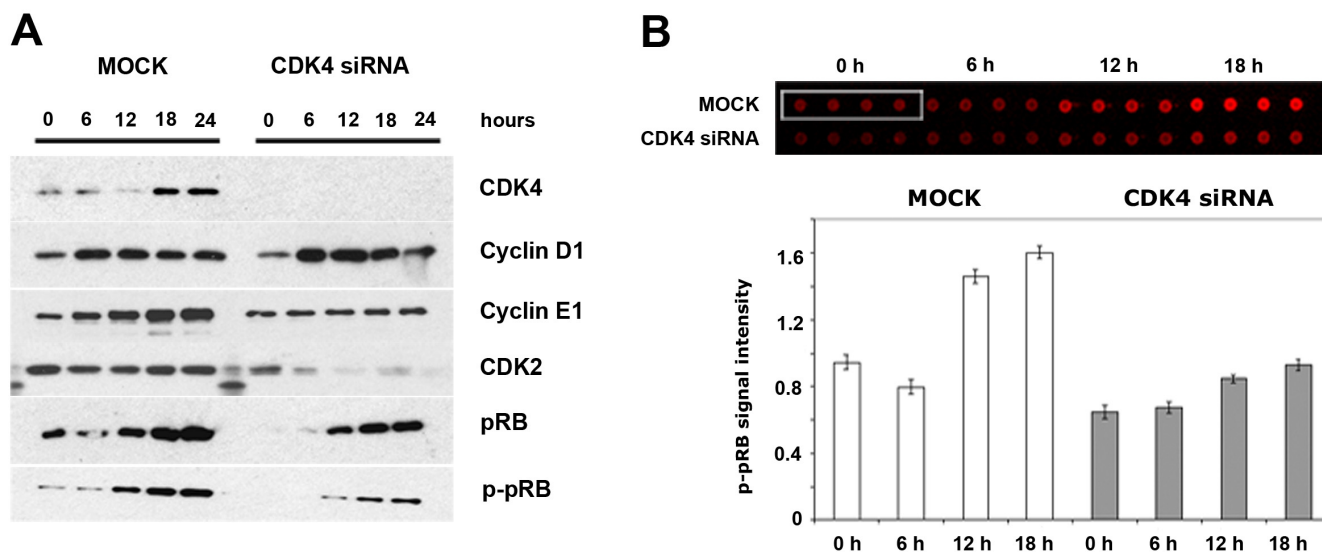 A
MOCK CDK4 siRNA
0 6 12 18 24 0 6 12 18 24 hours
CDK4
Cyclin D1
Cyclin E1
CDK2
pRB
p-pRB
B
0 h 6 h 12 h 18 h
MOCK
CDK4 siRNA
MOCK CDK4 siRNA
p-pRB signal intensity
1.6
1.2
0.8
0.4
0
0 h 6 h 12 h 18 h 0 h 6 h 12 h 18 h